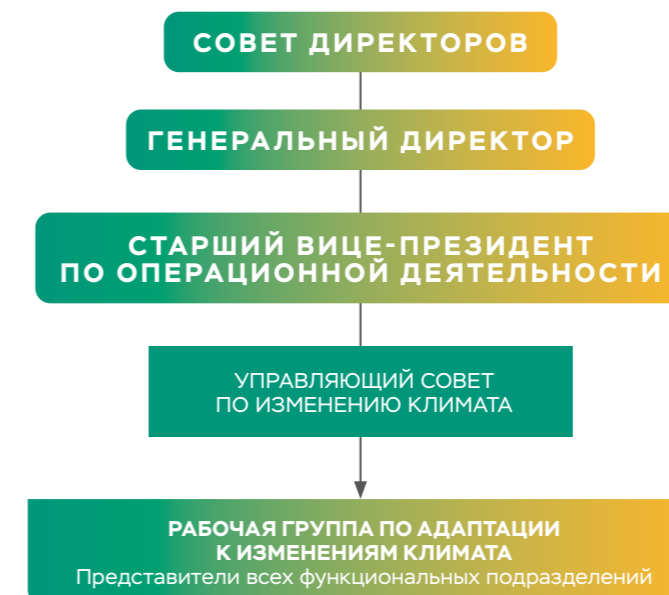 СОВЕТ ДИРЕКТОРОВ
ГЕНЕРАЛЬНЫЙ ДИРЕКТОР
СТАРШИЙ ВИЦЕ-ПРЕЗИДЕНТ
ПО ОПЕРАЦИОННОЙ ДЕЯТЕЛЬНОСТИ
УПРАВЛЯЮЩИЙ СОВЕТ
ПО ИЗМЕНЕНИЮ КЛИМАТА
РАБОЧАЯ ГРУППА ПО АДАПТАЦИИ
К ИЗМЕНЕНИЯМ КЛИМАТА
Представители всех функциональных подразделений